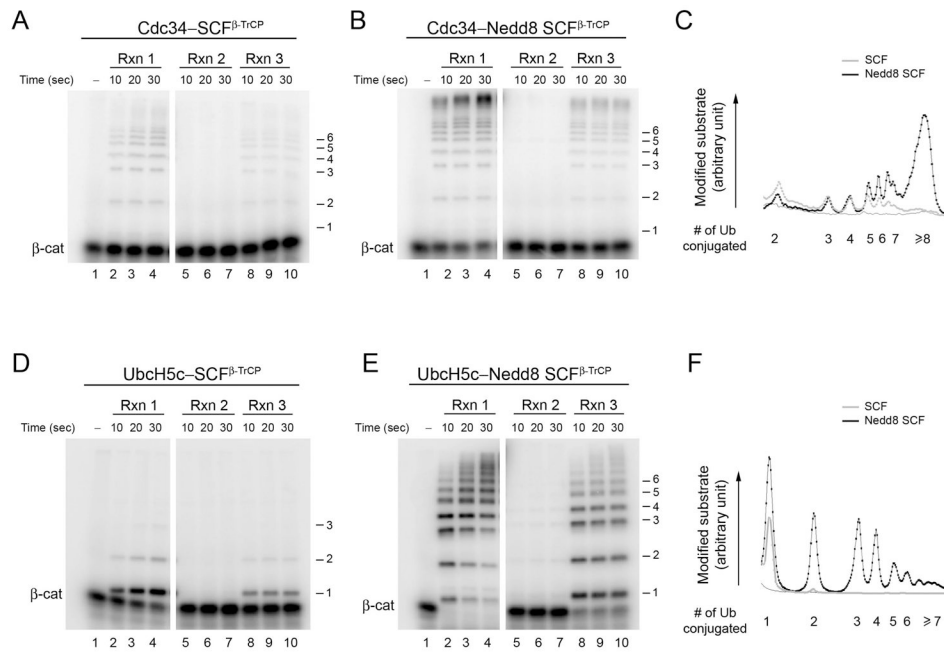 A
Cdc34–SCFβ-TrCP
Rxn 1 Rxn 2 Rxn 3
Time (sec) – 10 20 30 10 20 30 10 20 30
6
5
4
3
2
1
β-cat
1 2 3 4 5 6 7 8 9 10
B
Cdc34–Nedd8 SCFβ-TrCP
Rxn 1 Rxn 2 Rxn 3
Time (sec) – 10 20 30 10 20 30 10 20 30
6
5
4
3
2
1
β-cat
1 2 3 4 5 6 7 8 9 10
C
SCF
Nedd8 SCF
Modified substrate
(arbitrary unit)
# of Ub
conjugated
2 3 4 5 6 7 ≥8
D
UbcH5c–SCFβ-TrCP
Rxn 1 Rxn 2 Rxn 3
Time (sec) – 10 20 30 10 20 30 10 20 30
3
2
1
β-cat
1 2 3 4 5 6 7 8 9 10
E
UbcH5c–Nedd8 SCFβ-TrCP
Rxn 1 Rxn 2 Rxn 3
Time (sec) – 10 20 30 10 20 30 10 20 30
6
5
4
3
2
1
β-cat
1 2 3 4 5 6 7 8 9 10
F
SCF
Nedd8 SCF
Modified substrate
(arbitrary unit)
# of Ub
conjugated
1 2 3 4 5 6 ≥7